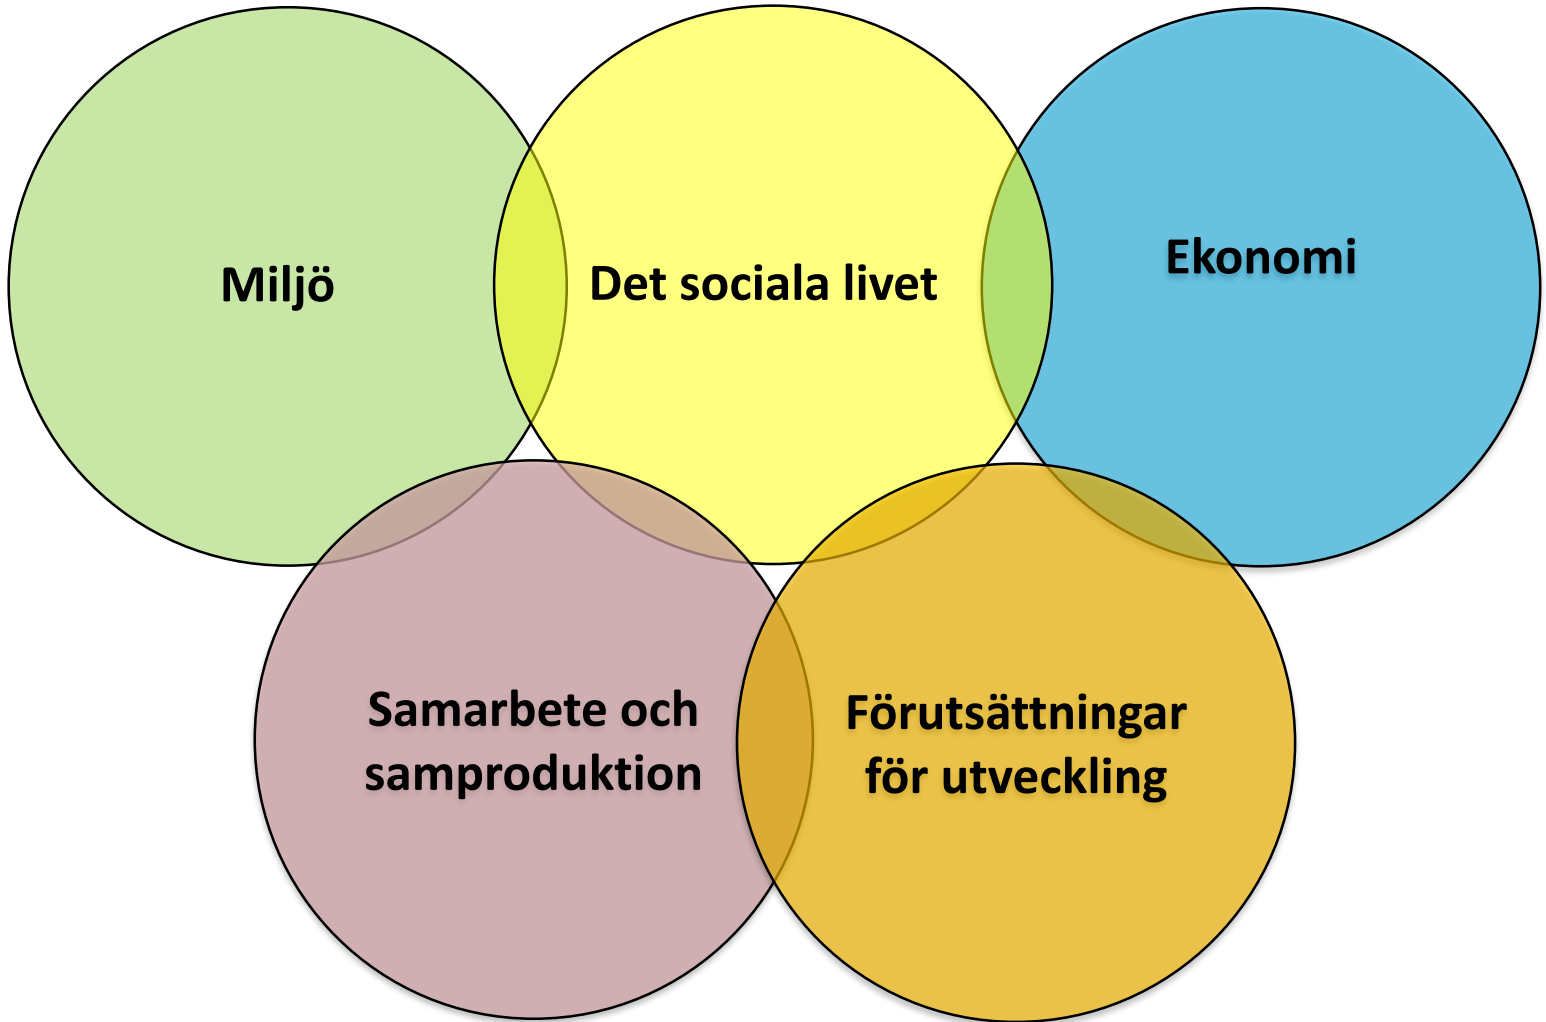 Miljö
Det sociala livet
Ekonomi
Samarbete och
samproduktion
Förutsättningar
för utveckling